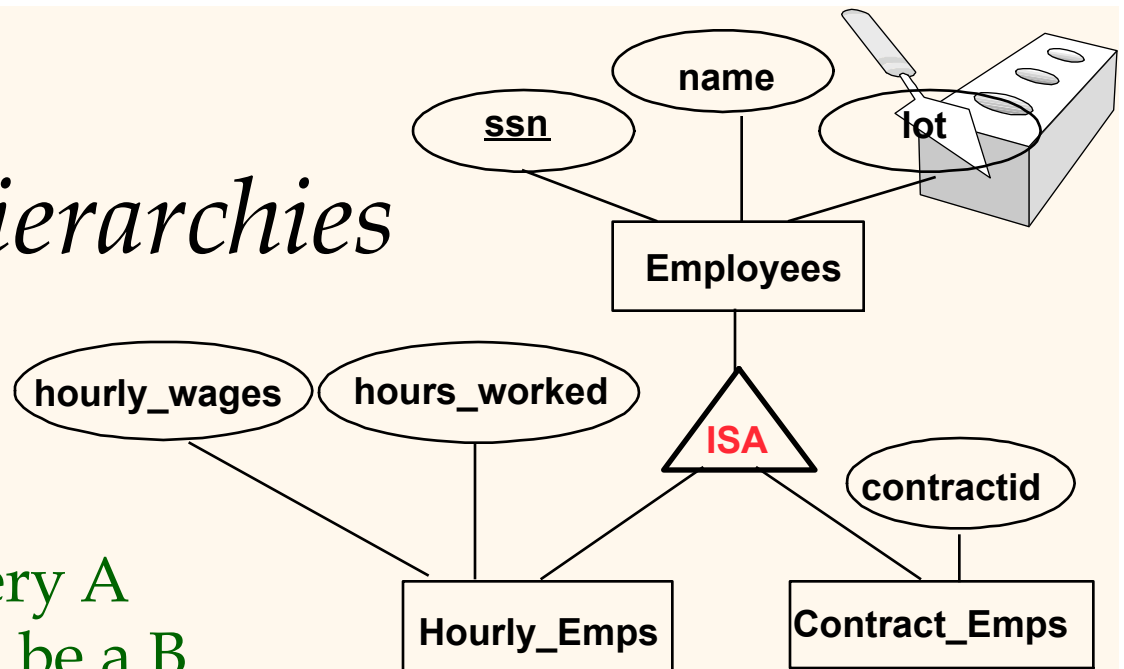 name
ssn
lot
ierarchies
Employees
hourly_wages
hours_worked
ISA
contractid
ery A
be a B
Hourly_Emps
Contract_Emps